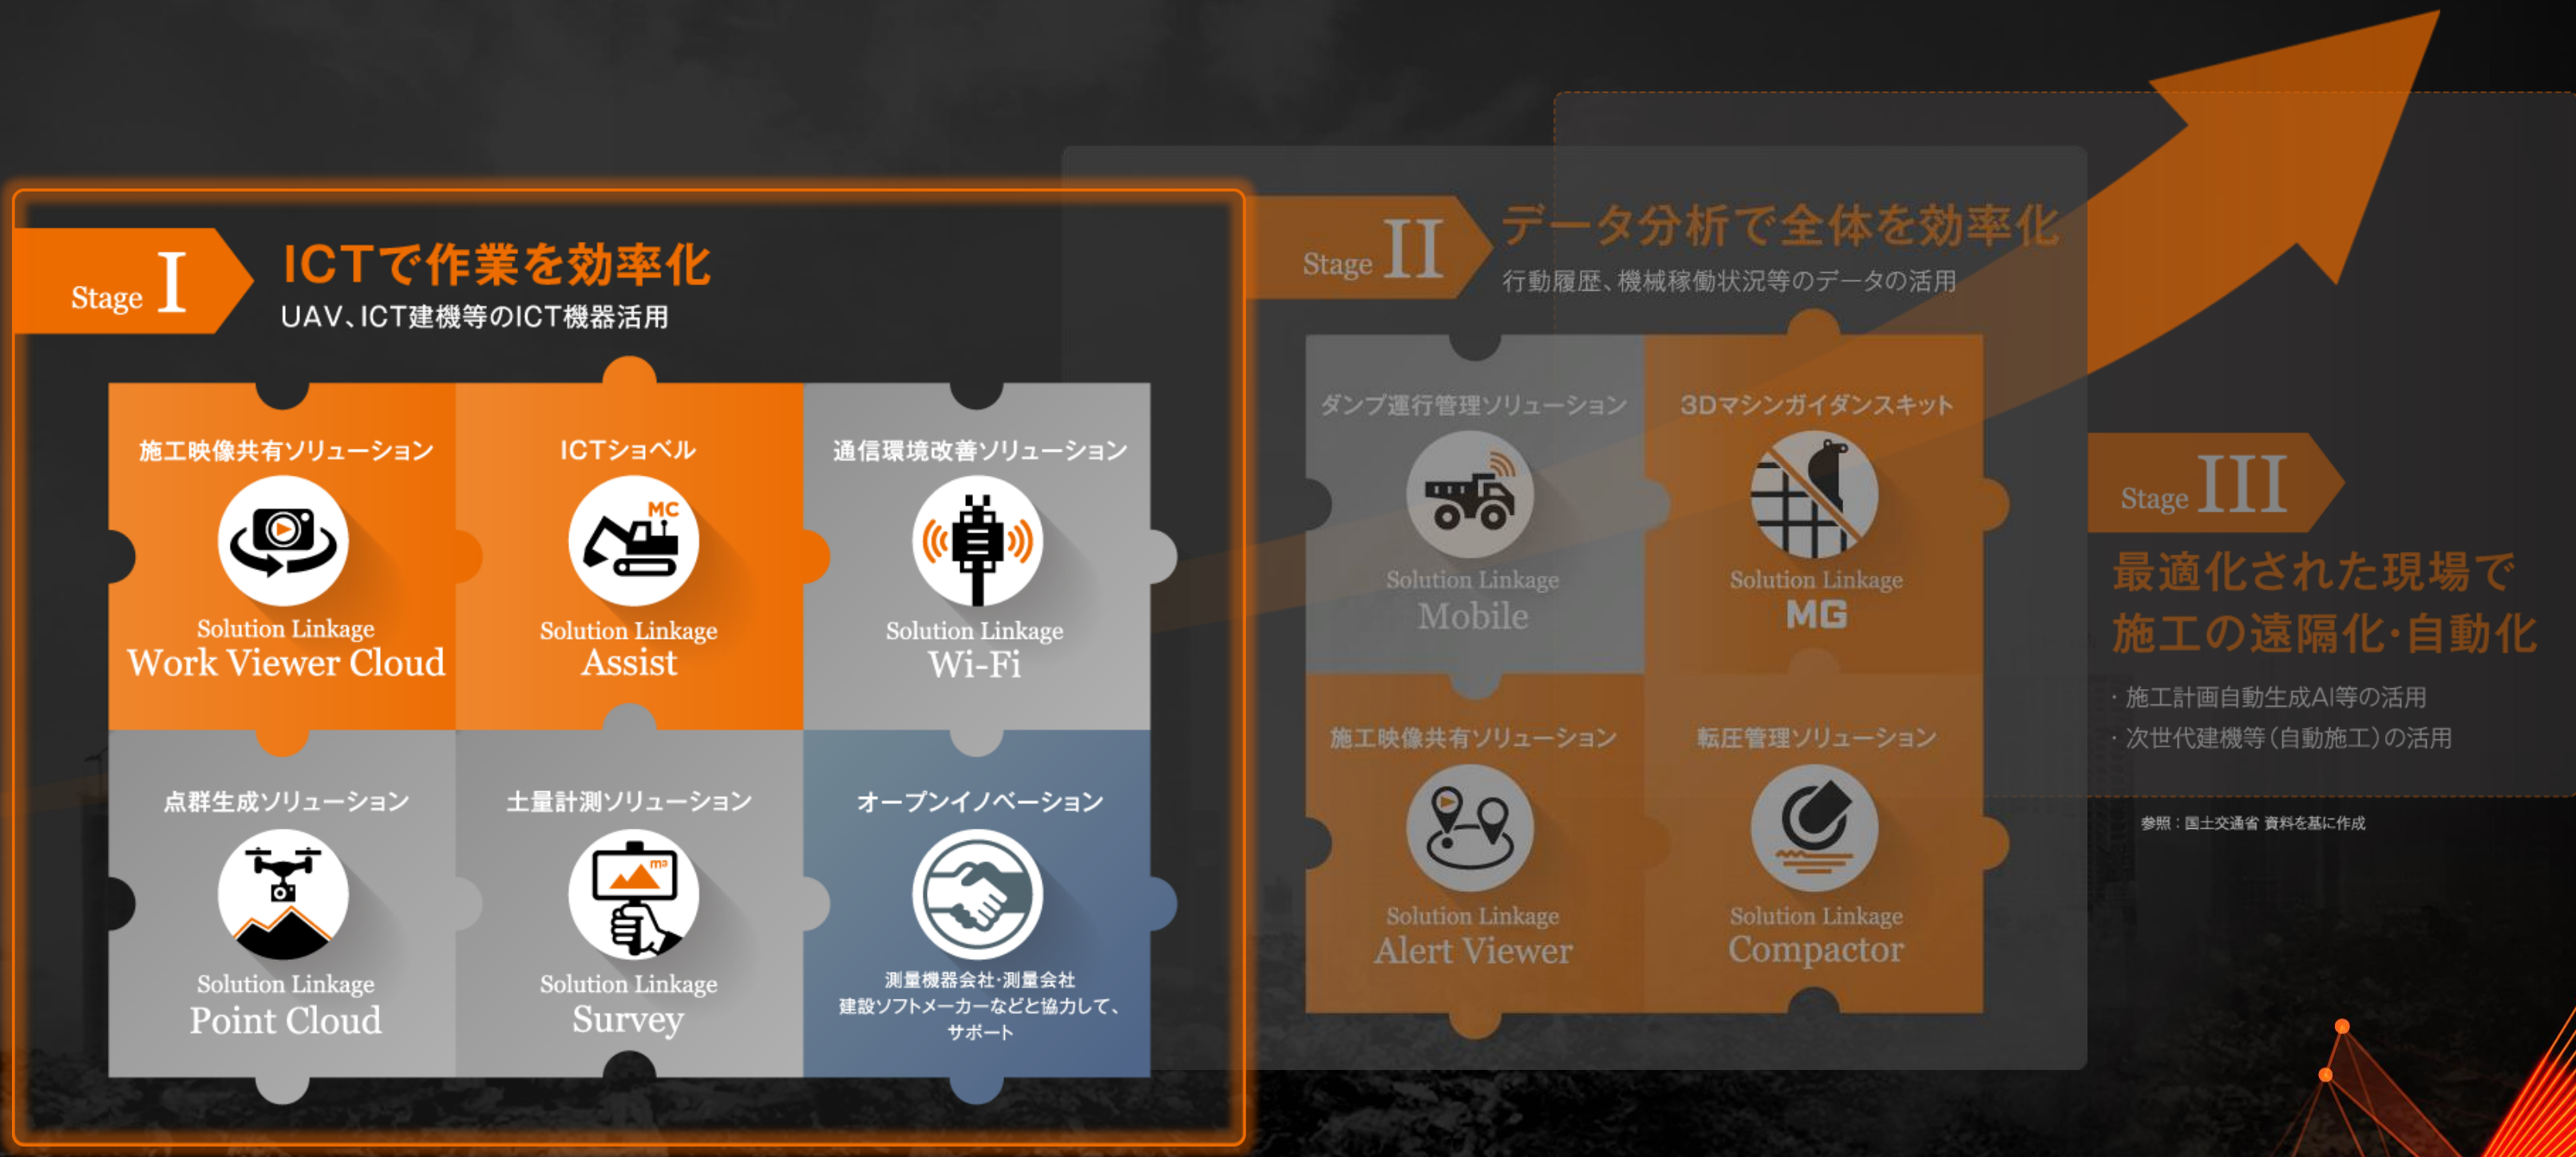 Stage I
ICTで作業を効率化
UAV、ICT建機等のICT機器活用
施工映像共有ソリューション
Solution Linkage
Work Viewer Cloud
ICTショベル
MC
Solution Linkage
Assist
通信環境改善ソリューション
Solution Linkage
Wi-Fi
点群生成ソリューション
Solution Linkage
Point Cloud
土量計測ソリューション
m³
Solution Linkage
Survey
オープンイノベーション
測量機器会社・測量会社
建設ソフトメーカーなどと協力して、
サポート
Stage II
データ分析で全体を効率化
行動履歴、機械稼働状況等のデータの活用
ダンプ運行管理ソリューション
Solution Linkage
Mobile
3Dマシンガイダンスキット
Solution Linkage
MG
施工映像共有ソリューション
Solution Linkage
Alert Viewer
転圧管理ソリューション
Solution Linkage
Compactor
Stage III
最適化された現場で
施工の遠隔化・自動化
・施工計画自動生成AI等の活用
・次世代建機等（自動施工）の活用
参照：国土交通省 資料を基に作成